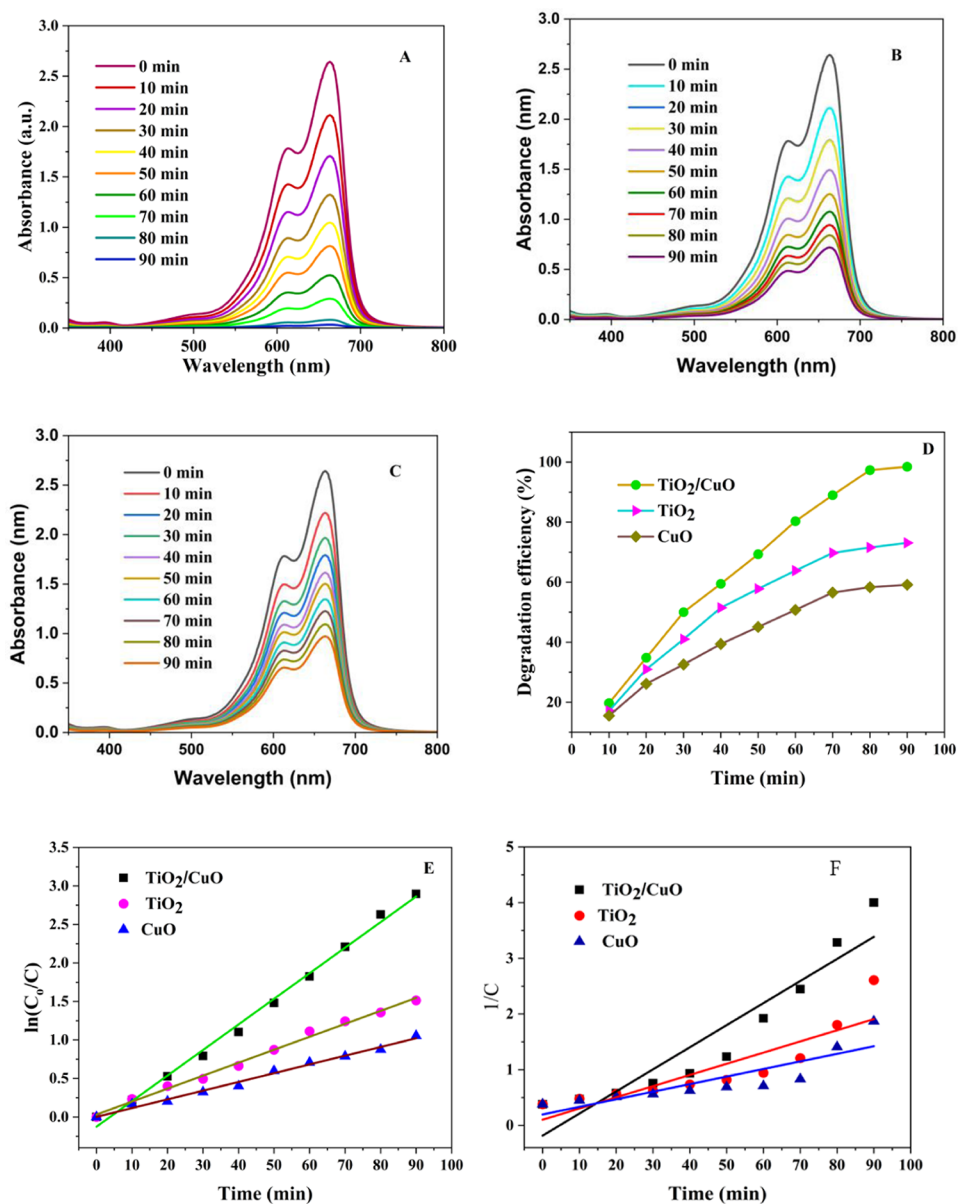 A
0 min
10 min
20 min
30 min
40 min
50 min
60 min
70 min
80 min
90 min
Absorbance (a.u.)
3.0
2.5
2.0
1.5
1.0
0.5
0.0
400 500 600 700 800
Wavelength (nm)
B
0 min
10 min
20 min
30 min
40 min
50 min
60 min
70 min
80 min
90 min
Absorbance (nm)
3.0
2.5
2.0
1.5
1.0
0.5
0.0
400 500 600 700 800
Wavelength (nm)
C
0 min
10 min
20 min
30 min
40 min
50 min
60 min
70 min
80 min
90 min
Absorbance (nm)
3.0
2.5
2.0
1.5
1.0
0.5
0.0
400 500 600 700 800
Wavelength (nm)
D
TiO₂/CuO
TiO₂
CuO
Degradation efficiency (%)
100
80
60
40
20
0 10 20 30 40 50 60 70 80 90 100
Time (min)
E
TiO₂/CuO
TiO₂
CuO
ln(C₀/C)
3.5
3.0
2.5
2.0
1.5
1.0
0.5
0.0
0 10 20 30 40 50 60 70 80 90 100
Time (min)
F
TiO₂/CuO
TiO₂
CuO
1/C
4
3
2
1
0
0 10 20 30 40 50 60 70 80 90 100
Time (min)